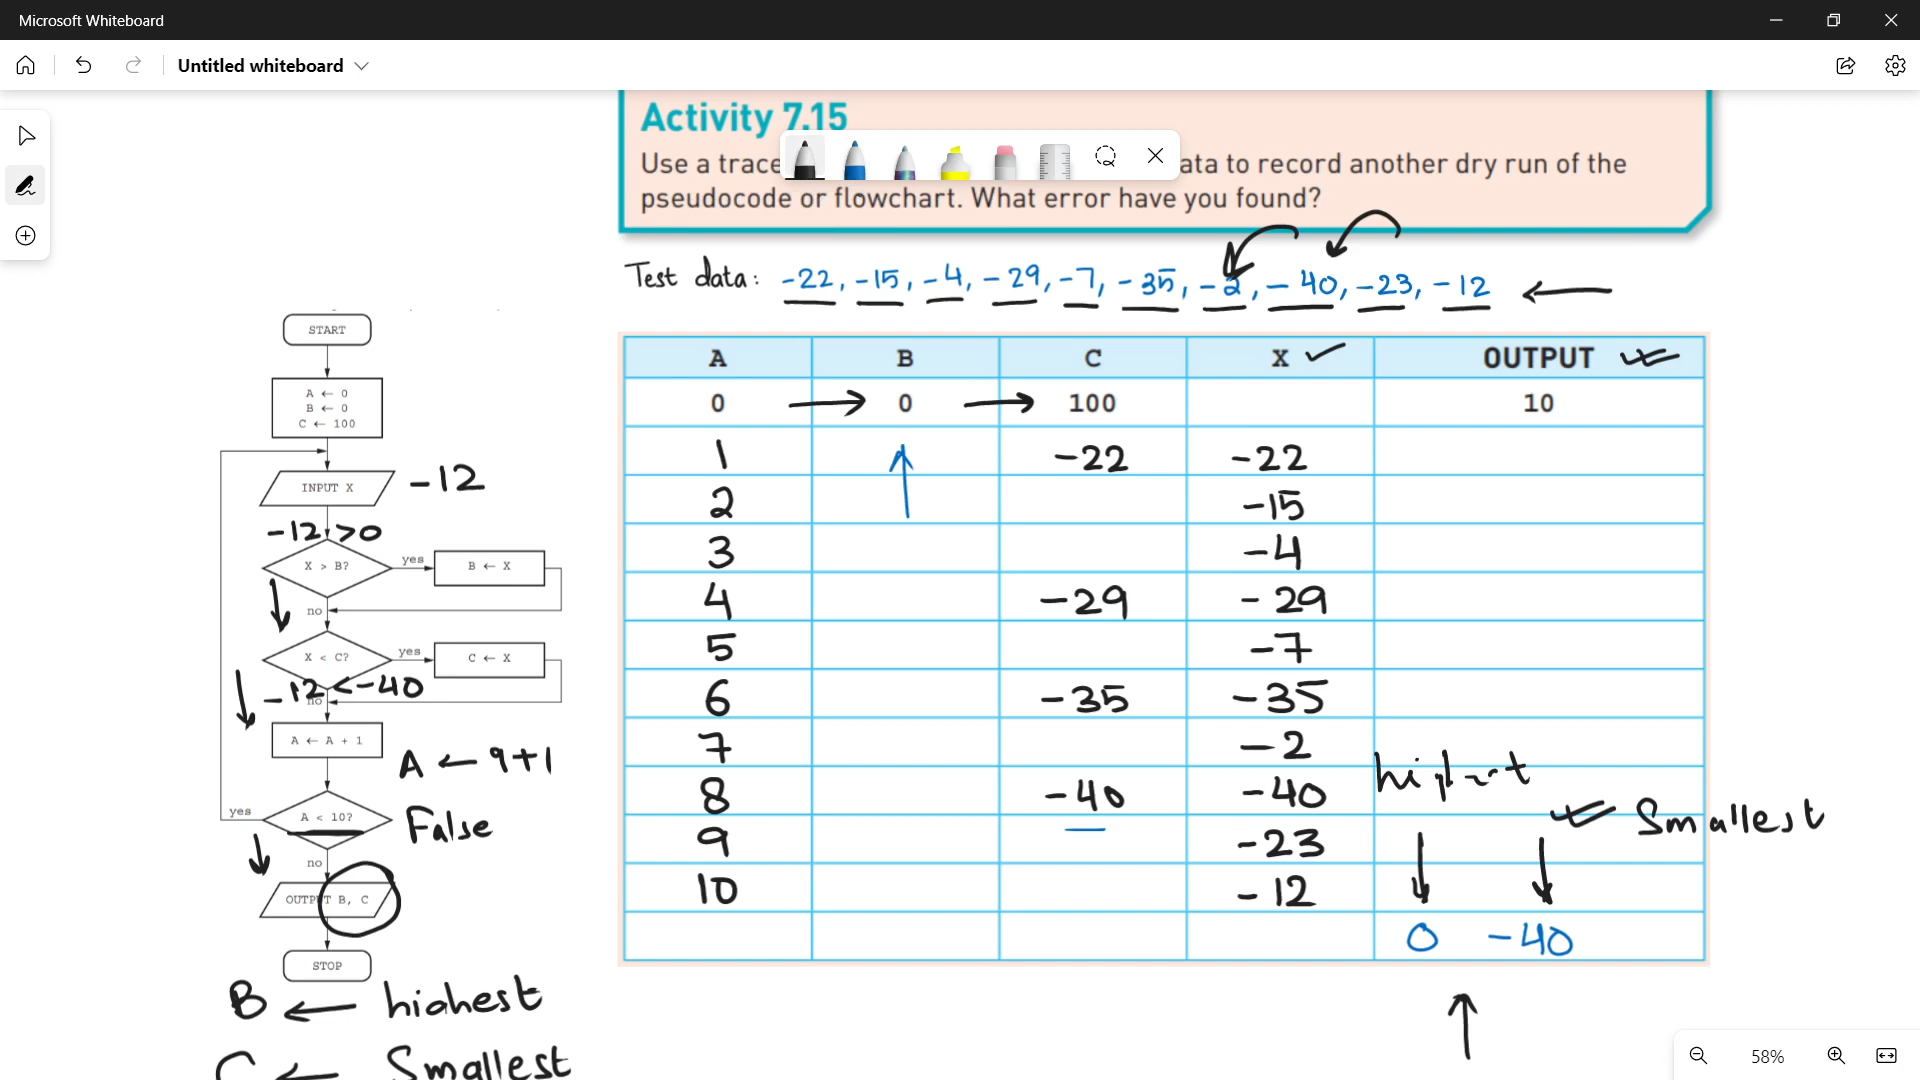 Microsoft Whiteboard
Untitled whiteboard
Activity 7.15
Use a trace ata to record another dry run of the
pseudocode or flowchart. What error have you found?
Test data: -22, -15, -4, -29, -7, -35, -2, -40, -23, -12
START
A ← 0
B ← 0
C ← 100
INPUT X
-12
-12 > 0
X > B?
yes
B ← X
no
X < C?
yes
C ← X
-12 < -40
no
A ← A + 1
A ← 9+1
yes
A < 10?
False
no
OUTPUT B, C
STOP
B ← highest
C ← Smallest
A B C X OUTPUT
0 → 0 → 100 10
1 -22 -22
2 -15
3 -4
4 -29 -29
5 -7
6 -35 -35
7 -2
8 -40 -40
9 -23
10 -12
highest
Smallest
0 -40
58%